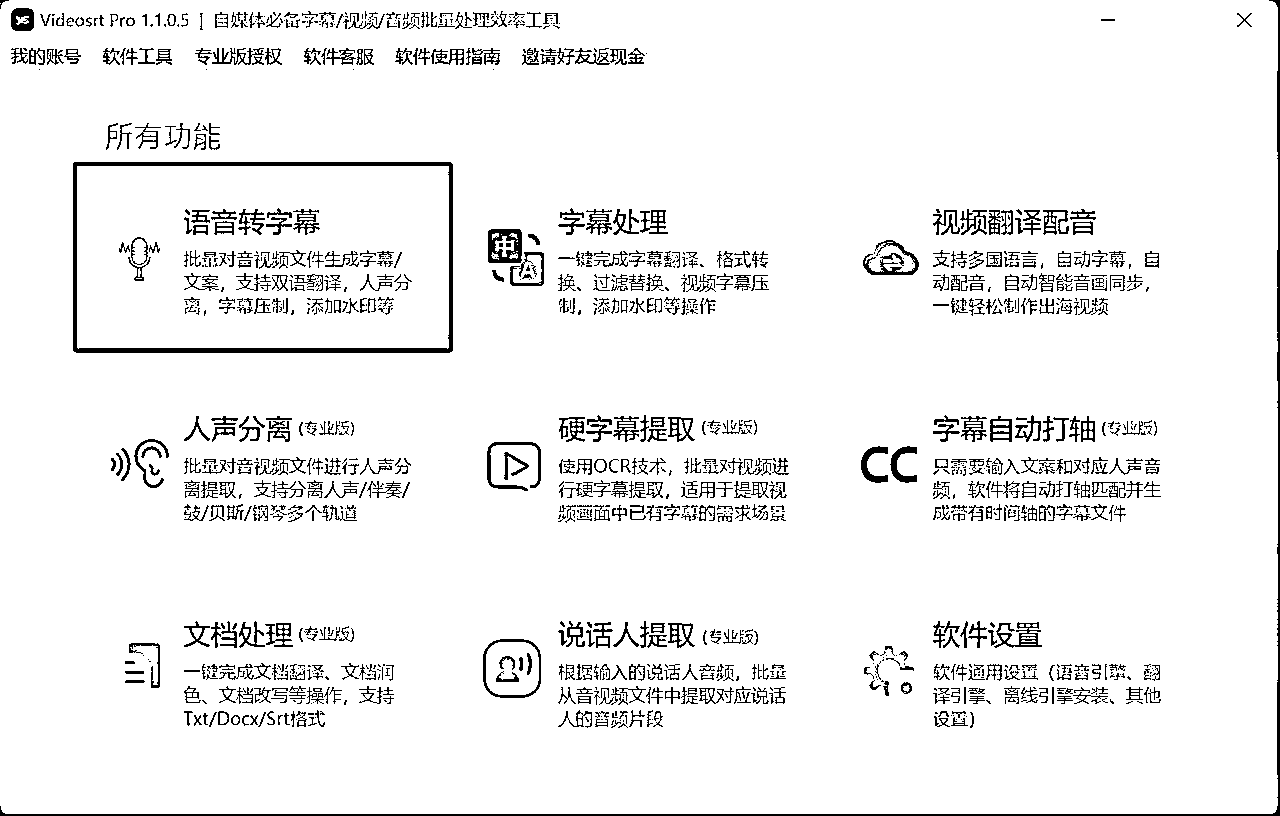 Videosrt Pro 1.1.0.5 | 自媒体必备字幕/视频/音频批量处理效率工具
我的账号 软件工具 专业版授权 软件客服 软件使用指南 邀请好友返现金
所有功能
语音转字幕
批量对音视频文件生成字幕/
文案，支持双语翻译，人声分
离，字幕压制，添加水印等
字幕处理
一键完成字幕翻译、格式转
换、过滤替换、视频字幕压
制，添加水印等操作
视频翻译配音
支持多国语言，自动字幕，自
动配音，自动智能音画同步，
一键轻松制作出海视频
人声分离 (专业版)
批量对音视频文件进行人声分
离提取，支持分离人声/伴奏/
鼓/贝斯/钢琴多个轨道
硬字幕提取 (专业版)
使用OCR技术，批量对视频进
行硬字幕提取，适用于提取视
频画面中已有字幕的需求场景
CC
字幕自动打轴 (专业版)
只需要输入文案和对应人声音
频，软件将自动打轴匹配并生
成带有时间轴的字幕文件
文档处理 (专业版)
一键完成文档翻译、文档润
色、文档改写等操作，支持
Txt/Docx/Srt格式
说话人提取 (专业版)
根据输入的说话人音频，批量
从音视频文件中提取对应说话
人的音频片段
软件设置
软件通用设置（语音引擎、翻
译引擎、离线引擎安装、其他
设置）